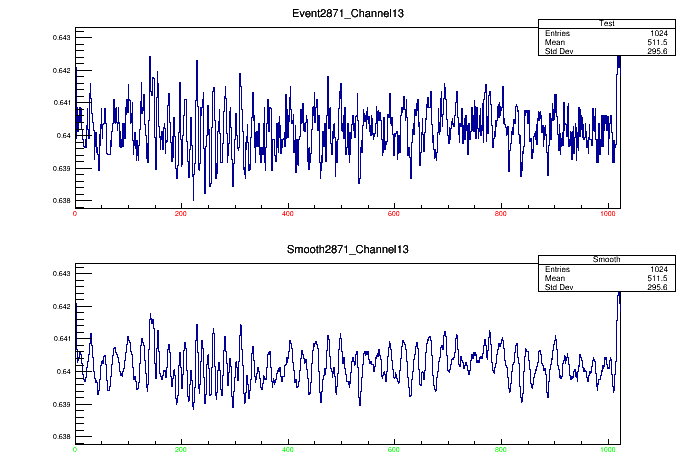 Event2871_Channel13
Test
Entries 1024
Mean 511.5
Std Dev 295.6
0.643
0.642
0.641
0.64
0.639
0.638
0 200 400 600 800 1000
Smooth2871_Channel13
Smooth
Entries 1024
Mean 511.5
Std Dev 295.6
0.643
0.642
0.641
0.64
0.639
0.638
0 200 400 600 800 1000